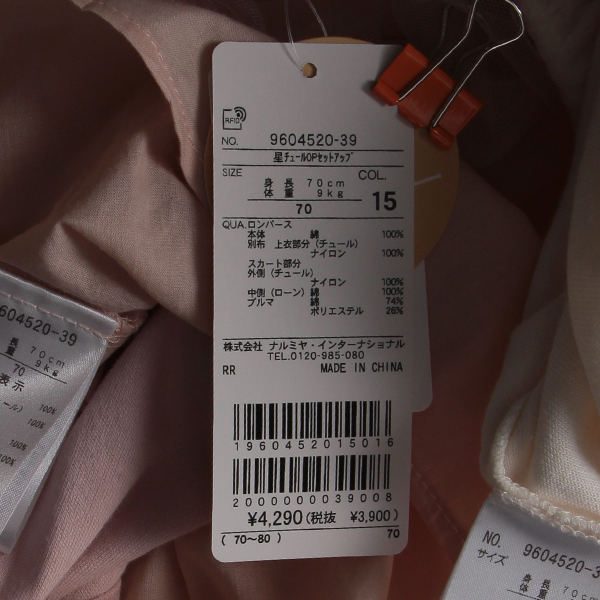 RFID
NO. 9604520-39
星ﾁｭｰﾙOPｾｯﾄｱｯﾌﾟ
SIZE COL.
身長 70cm
体重 9kg
15
70
QUA.ロンパース
本体 綿 100%
別布 上衣部分(チュール)
ナイロン 100%
スカート部分
外側(チュール)
ナイロン 100%
中側(ローン)綿 100%
ブルマ 綿 74%
ポリエステル 26%
株式会社 ナルミヤ・インターナショナル
TEL.0120-985-080
RR MADE IN CHINA
1960452015016
2000000039008
¥4,290(税抜 ¥3,900)
(70~80) 70
9604520-39
身長 70cm
体重 9kg
70
表示
100%
100%
100%
NO. 9604520-39
サイズ